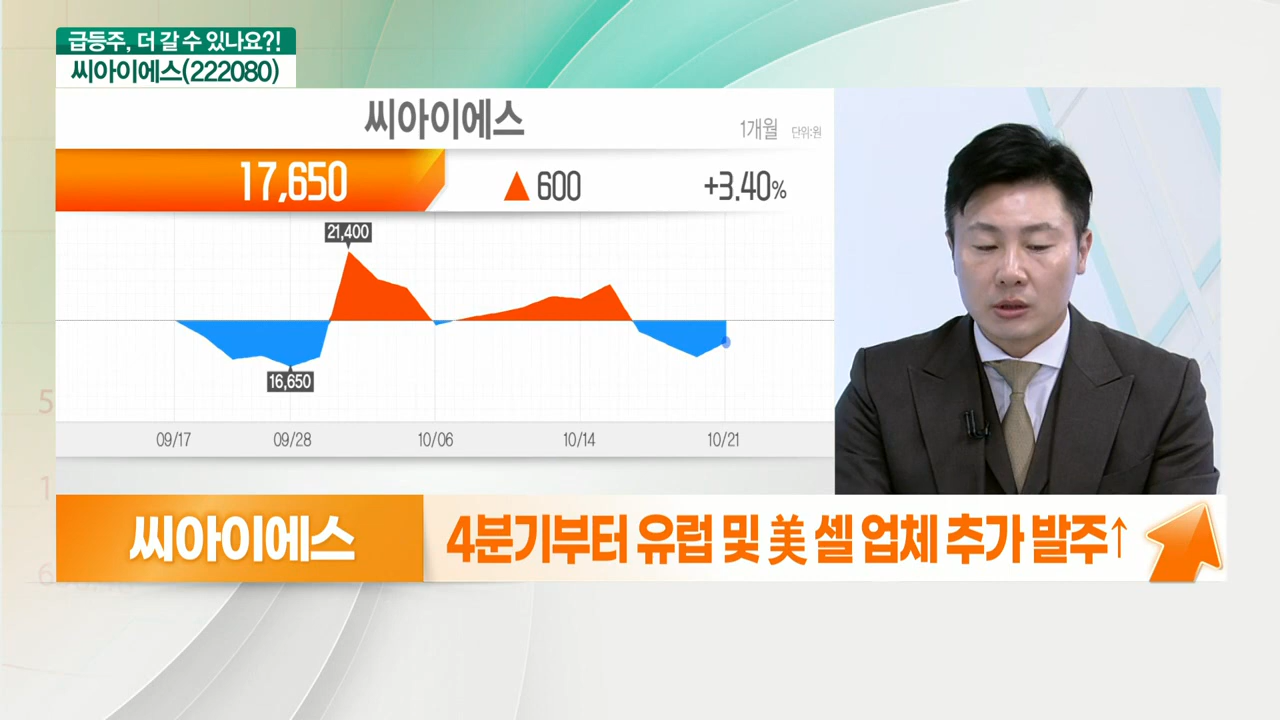 급등주, 더 갈 수 있나요?!
씨아이에스(222080)
씨아이에스
1개월 단위:원
17,650 ▲600 +3.40%
21,400
16,650
09/17 09/28 10/06 10/14 10/21
씨아이에스
4분기부터 유럽 및 美 셀 업체 추가 발주↑